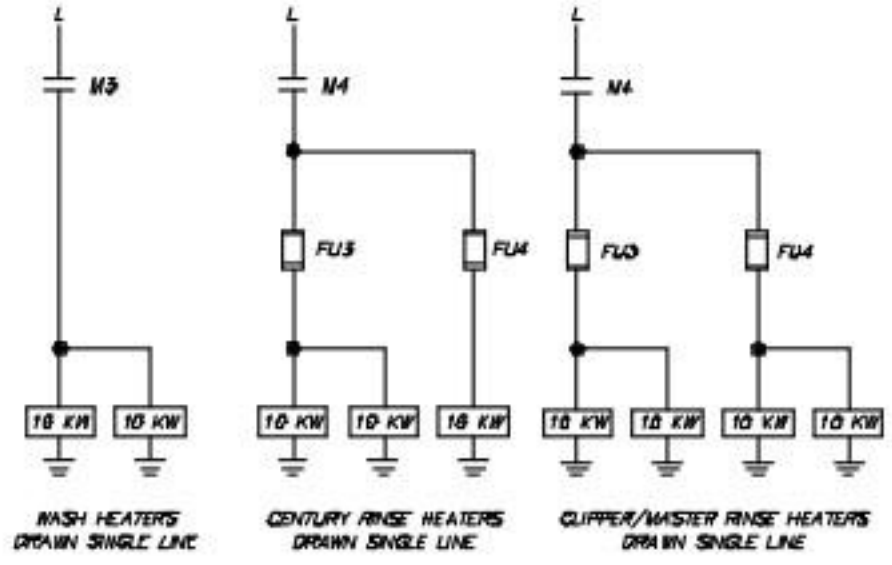 L L L
M3 M4 M4
FU3 FU4 FU3 FU4
10 KW 10 KW 10 KW 10 KW 10 KW 10 KW 10 KW 10 KW 10 KW
WASH HEATERS
DRAWN SINGLE LINE
CENTURY RINSE HEATERS
DRAWN SINGLE LINE
CLIPPER/MASTER RINSE HEATERS
DRAWN SINGLE LINE